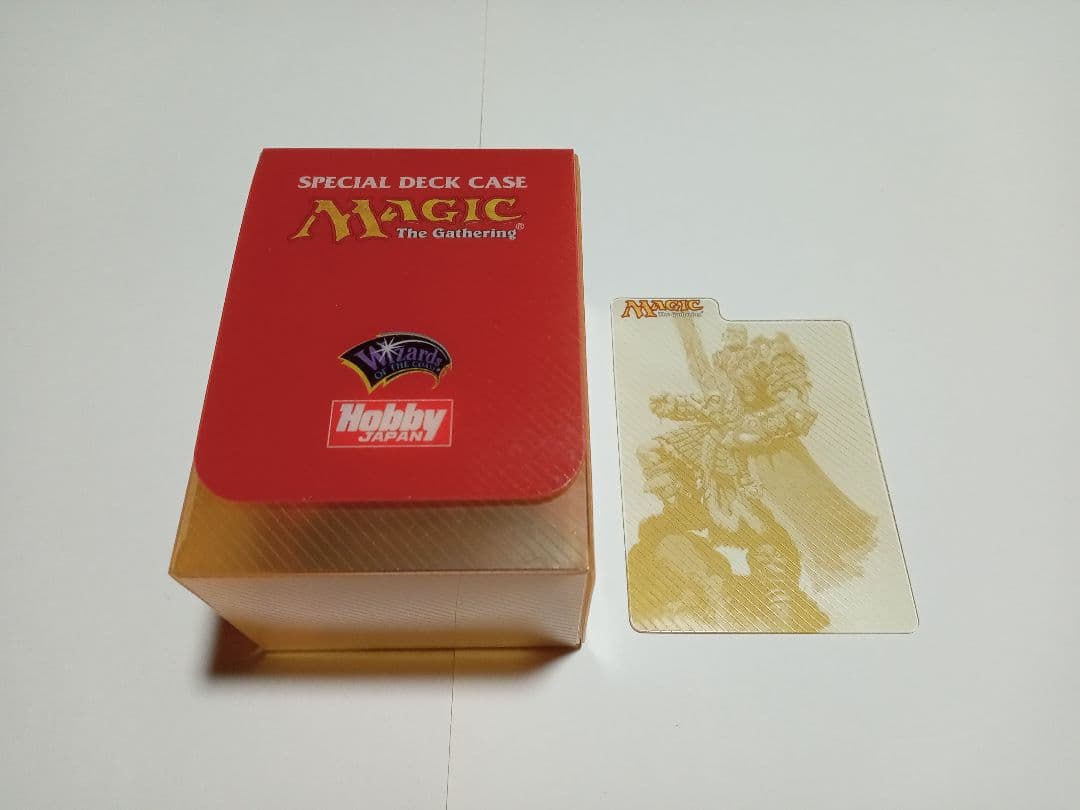 SPECIAL DECK CASE
MAGIC
The Gathering®
Wizards
OF THE COAST
Hobby
JAPAN
MAGIC
The Gathering